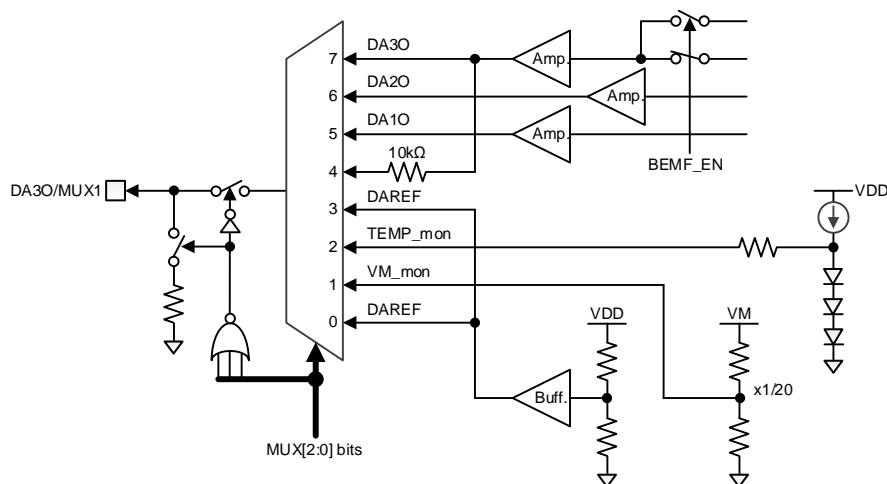 DA3O
7
Amp.
DA2O
6
Amp.
DA1O
5
Amp.
10kΩ
4
BEMF_EN
DA3O/MUX1
VDD
DAREF
3
TEMP_mon
2
VM_mon
1
DAREF
0
VDD
VM
Buff.
x1/20
MUX[2:0] bits